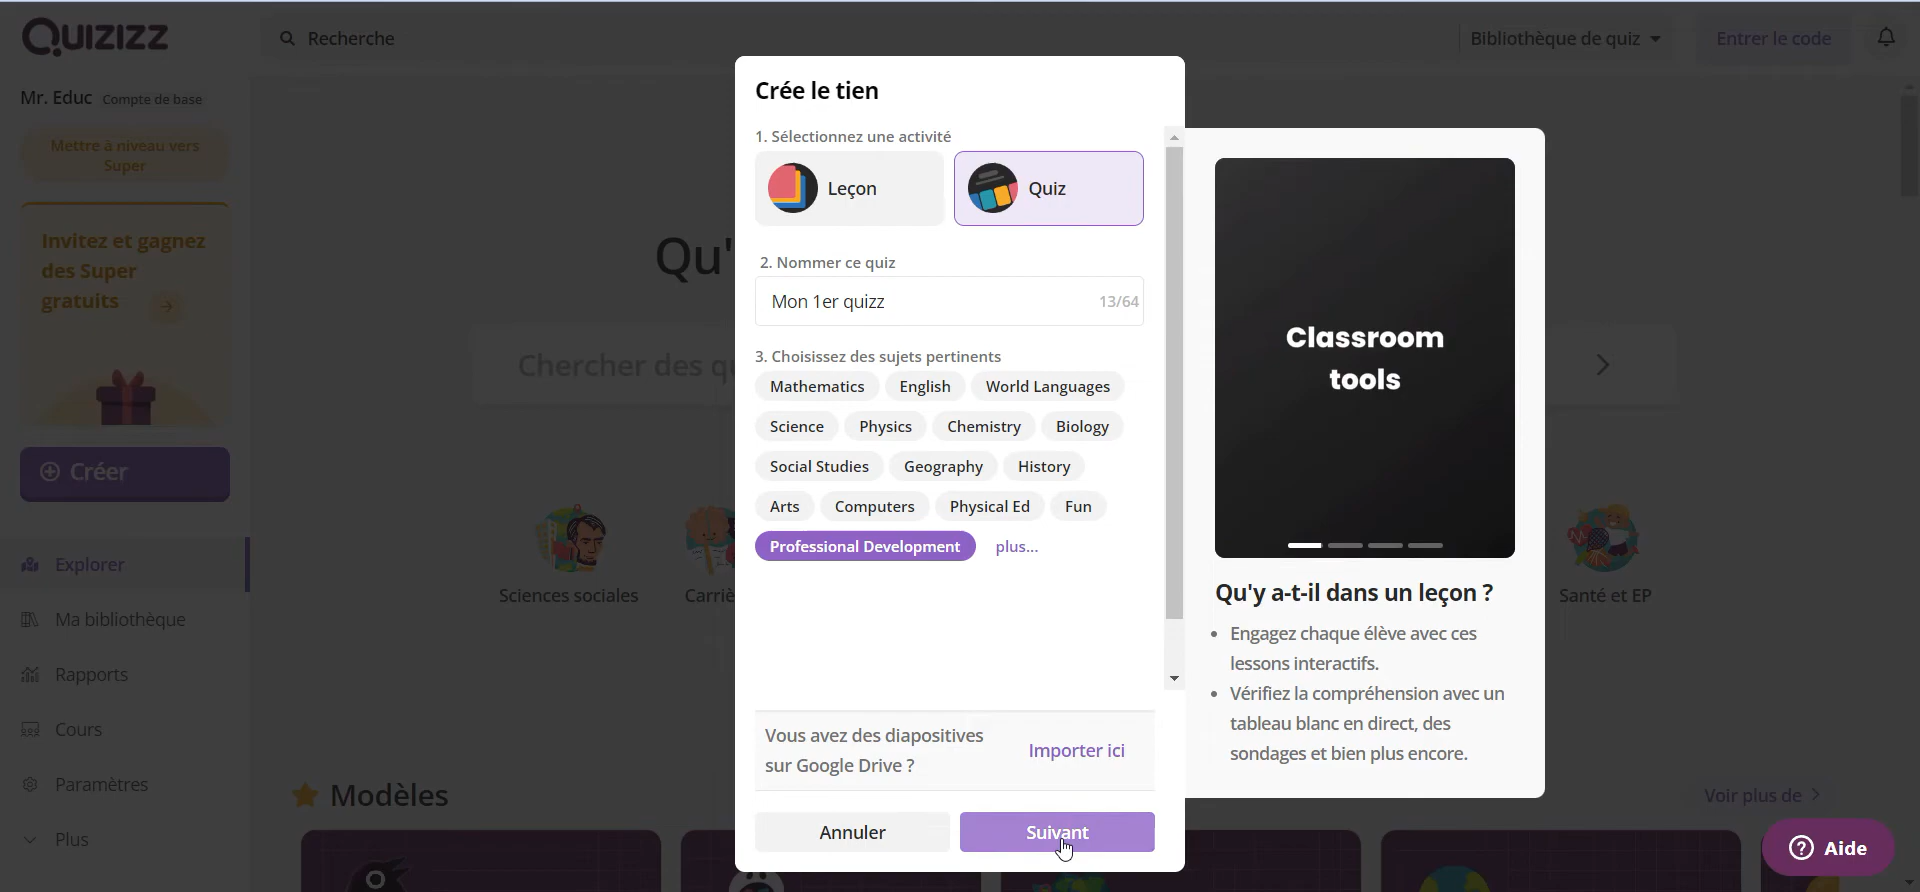 Quizizz
Recherche
Bibliothèque de quiz
Entrer le code
Mr. Educ Compte de base
Mettre à niveau vers
Super
Invitez et gagnez
des Super
gratuits
Créer
Explorer
Ma bibliothèque
Rapports
Cours
Paramètres
Plus
Qu'
Chercher des qu
Sciences sociales
Carriè
Santé et EP
Modèles
Voir plus de
Crée le tien
1. Sélectionnez une activité
Leçon
Quiz
2. Nommer ce quiz
Mon 1er quizz
13/64
3. Choisissez des sujets pertinents
Mathematics
English
World Languages
Science
Physics
Chemistry
Biology
Social Studies
Geography
History
Arts
Computers
Physical Ed
Fun
Professional Development
plus...
Vous avez des diapositives
sur Google Drive ?
Importer ici
Annuler
Suivant
Classroom
tools
Qu'y a-t-il dans un leçon ?
• Engagez chaque élève avec ces
lessons interactifs.
• Vérifiez la compréhension avec un
tableau blanc en direct, des
sondages et bien plus encore.
Aide